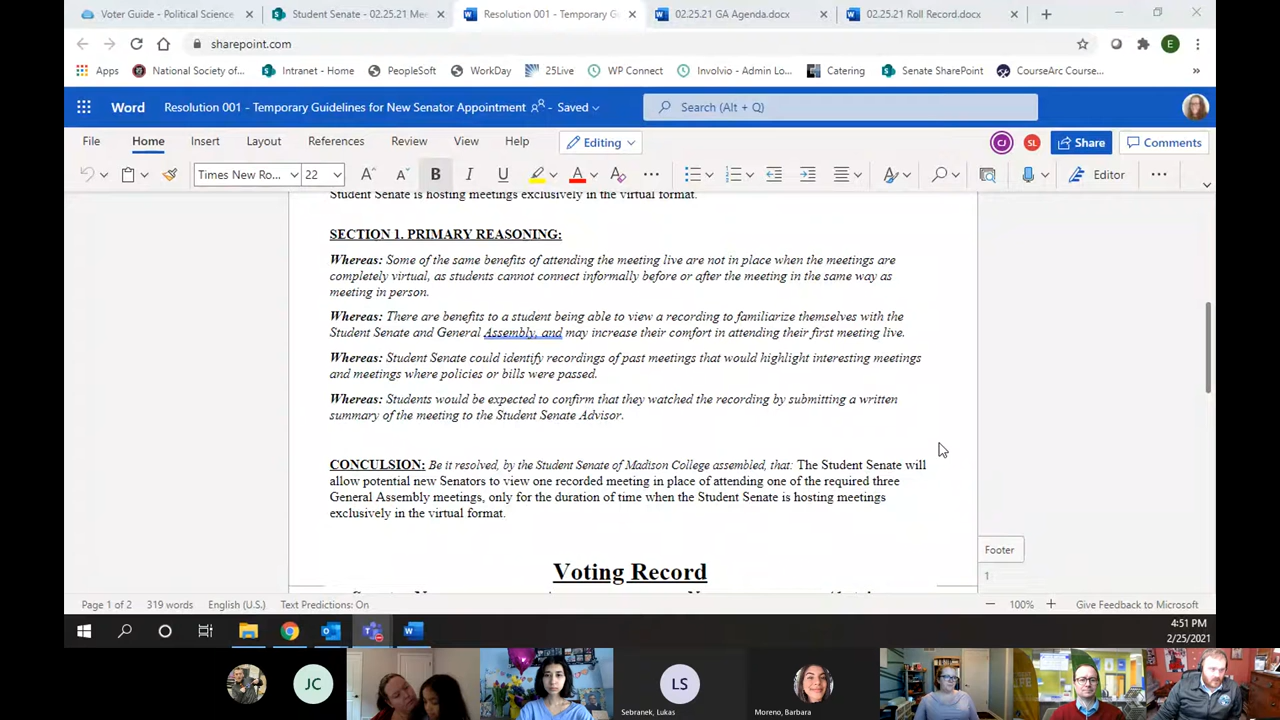 Voter Guide - Political Science
Student Senate - 02.25.21 Mee
Resolution 001 - Temporary G
02.25.21 GA Agenda.docx
02.25.21 Roll Record.docx
sharepoint.com
E
Apps
National Society of...
Intranet - Home
PeopleSoft
WorkDay
25Live
WP Connect
Involvio - Admin Lo...
Catering
Senate SharePoint
CourseArc Course...
Word
Resolution 001 - Temporary Guidelines for New Senator Appointment
- Saved
Search (Alt + Q)
File
Home
Insert
Layout
References
Review
View
Help
Editing
CJ
SL
Share
Comments
Times New Ro...
22
B
I
U
Editor
Student Senate is hosting meetings exclusively in the virtual format.
SECTION 1. PRIMARY REASONING:
Whereas: Some of the same benefits of attending the meeting live are not in place when the meetings are
completely virtual, as students cannot connect informally before or after the meeting in the same way as
meeting in person.
Whereas: There are benefits to a student being able to view a recording to familiarize themselves with the
Student Senate and General Assembly, and may increase their comfort in attending their first meeting live.
Whereas: Student Senate could identify recordings of past meetings that would highlight interesting meetings
and meetings where policies or bills were passed.
Whereas: Students would be expected to confirm that they watched the recording by submitting a written
summary of the meeting to the Student Senate Advisor.
CONCULSION: Be it resolved, by the Student Senate of Madison College assembled, that: The Student Senate will
allow potential new Senators to view one recorded meeting in place of attending one of the required three
General Assembly meetings, only for the duration of time when the Student Senate is hosting meetings
exclusively in the virtual format.
Footer
1
Voting Record
Page 1 of 2
319 words
English (U.S.)
Text Predictions: On
100%
Give Feedback to Microsoft
4:51 PM
2/25/2021
JC
LS
Sebranek, Lukas
Moreno, Barbara